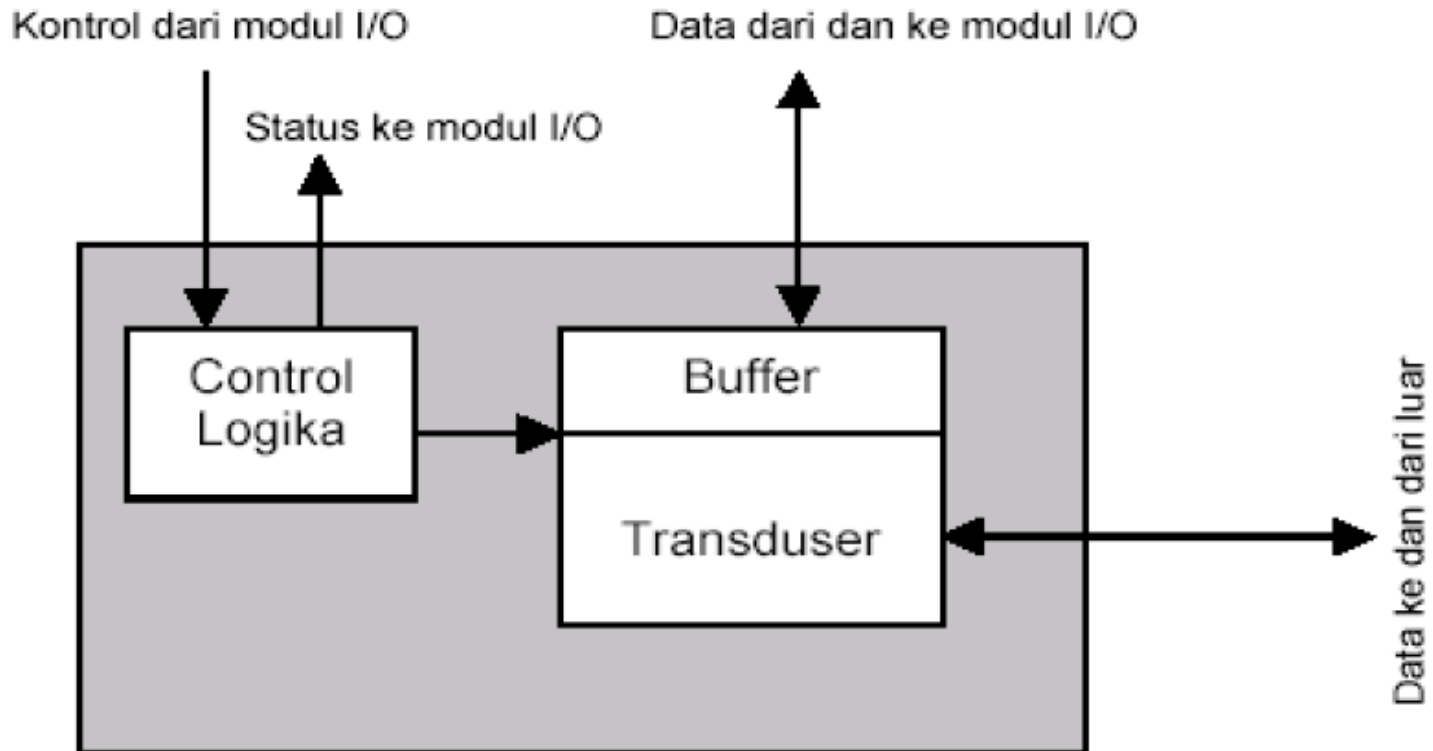 Kontrol dari modul I/O
Data dari dan ke modul I/O
Status ke modul I/O
Control
Logika
Buffer
Transduser
Data ke dan dari luar